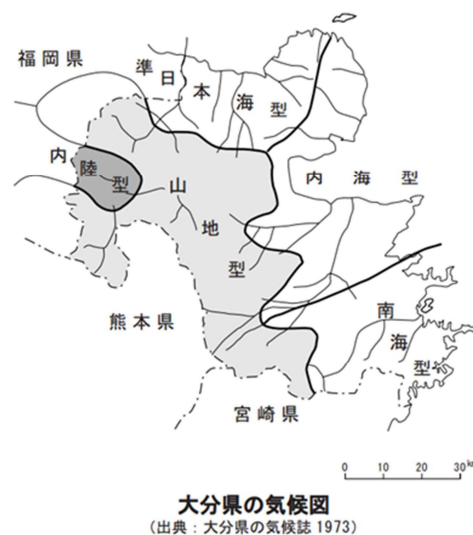 福岡県
準日本海型
内陸型
山地型
内海型
熊本県
南海型
宮崎県
0 10 20 30km
大分県の気候図
(出典：大分県の気候誌 1973)